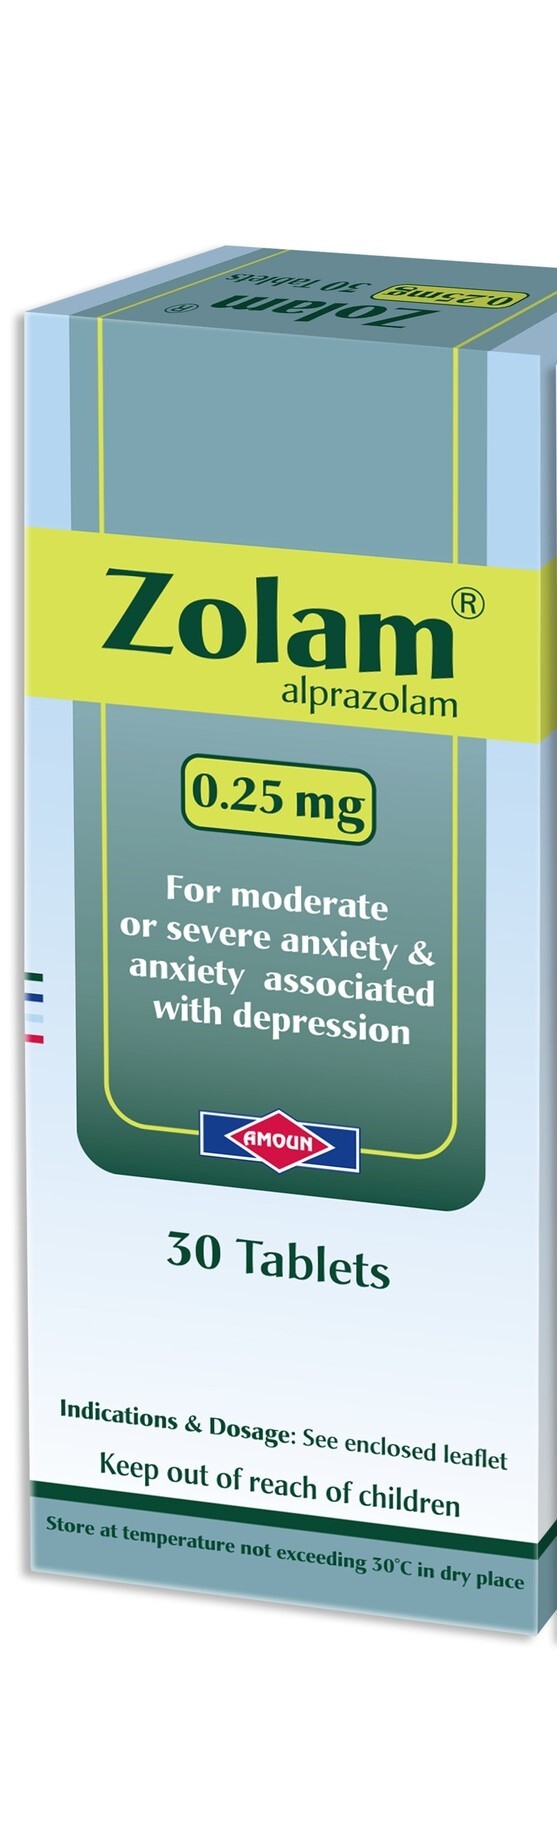 Zolam ®
30 Tablets
0.25mg
Zolam®
alprazolam
0.25 mg
For moderate
or severe anxiety &
anxiety associated
with depression
AMOUN
30 Tablets
Indications & Dosage: See enclosed leaflet
Keep out of reach of children
Store at temperature not exceeding 30°C in dry place